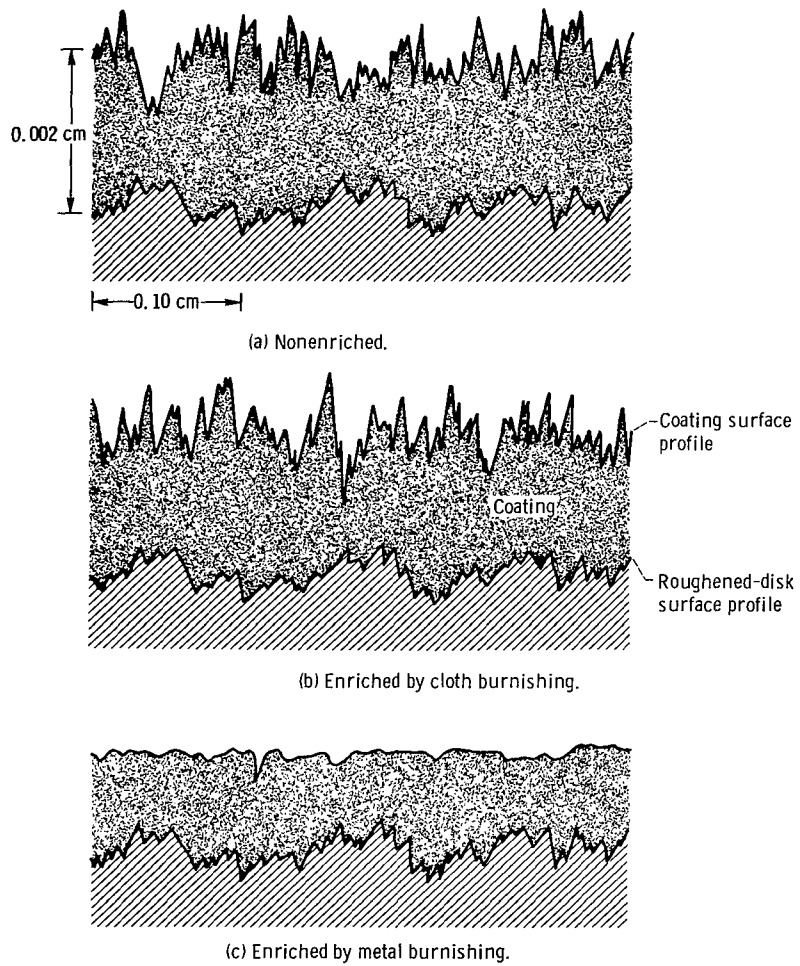 0.002 cm
0.10 cm
(a) Nonenriched.
Coating surface
profile
Coating
Roughened-disk
surface profile
(b) Enriched by cloth burnishing.
(c) Enriched by metal burnishing.